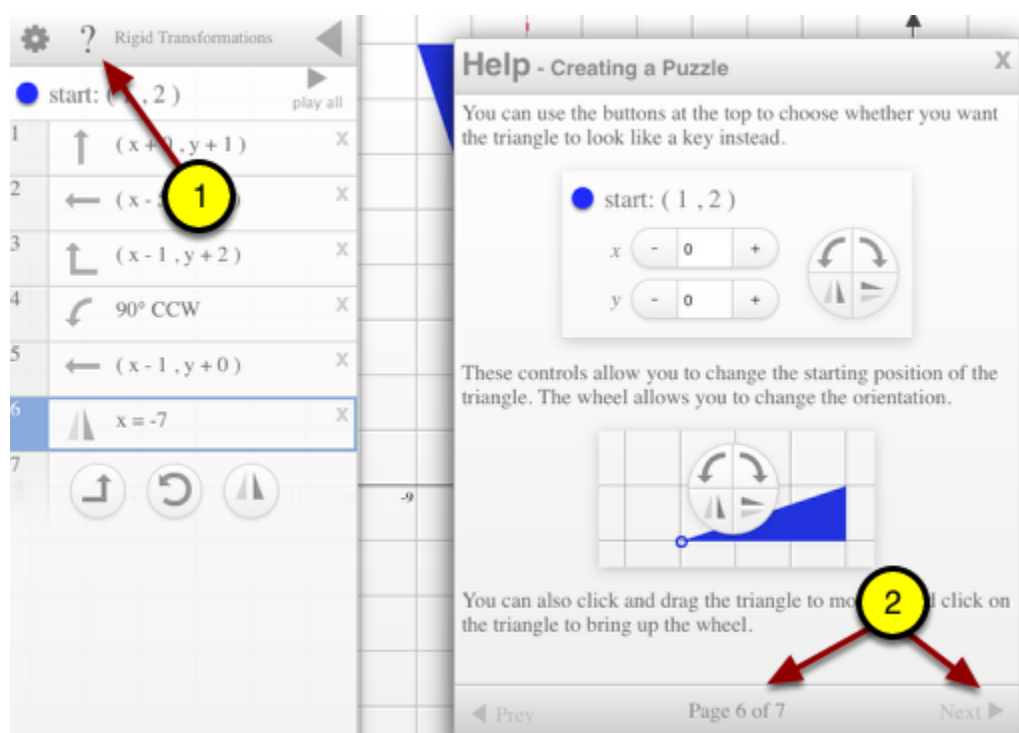 ? Rigid Transformations
start: ( , 2 )
play all
1 ( x + 0 , y + 1 ) X
2 ( x - ) X
3 ( x - 1 , y + 2 ) X
4 90° CCW X
5 ( x - 1 , y + 0 ) X
6 x = -7 X
7
1
-9
Help - Creating a Puzzle X
You can use the buttons at the top to choose whether you want
the triangle to look like a key instead.
start: ( 1 , 2 )
x - 0 +
y - 0 +
These controls allow you to change the starting position of the
triangle. The wheel allows you to change the orientation.
You can also click and drag the triangle to click on
the triangle to bring up the wheel.
2
Prev Page 6 of 7 Next